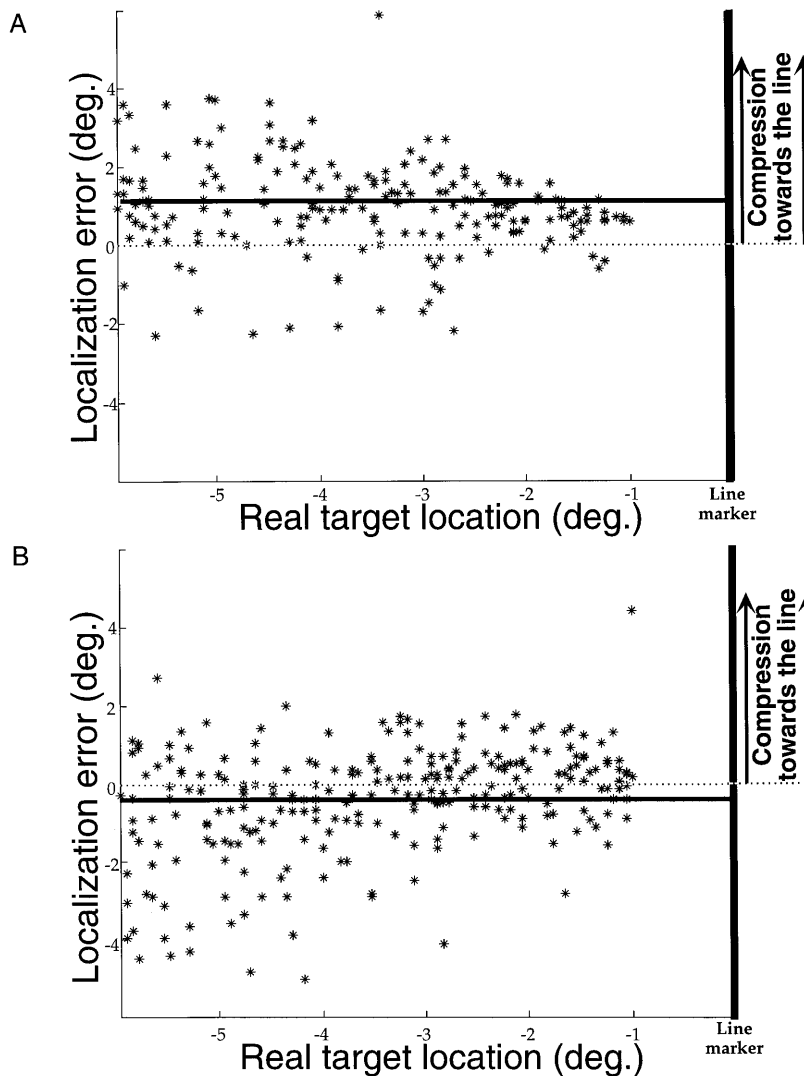 A
Localization error (deg.)
4
2
0
-2
-4
-5
-4
-3
-2
-1
Line
marker
Real target location (deg.)
Compression
towards the line
B
Localization error (deg.)
4
2
0
-2
-4
-5
-4
-3
-2
-1
Line
marker
Real target location (deg.)
Compression
towards the line